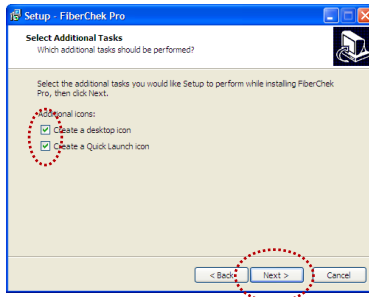 Setup - FiberChek Pro
Select Additional Tasks
Which additional tasks should be performed?
Select the additional tasks you would like Setup to perform while installing FiberChek
Pro, then click Next.
Additional icons:
Create a desktop icon
Create a Quick Launch icon
< Back
Next >
Cancel